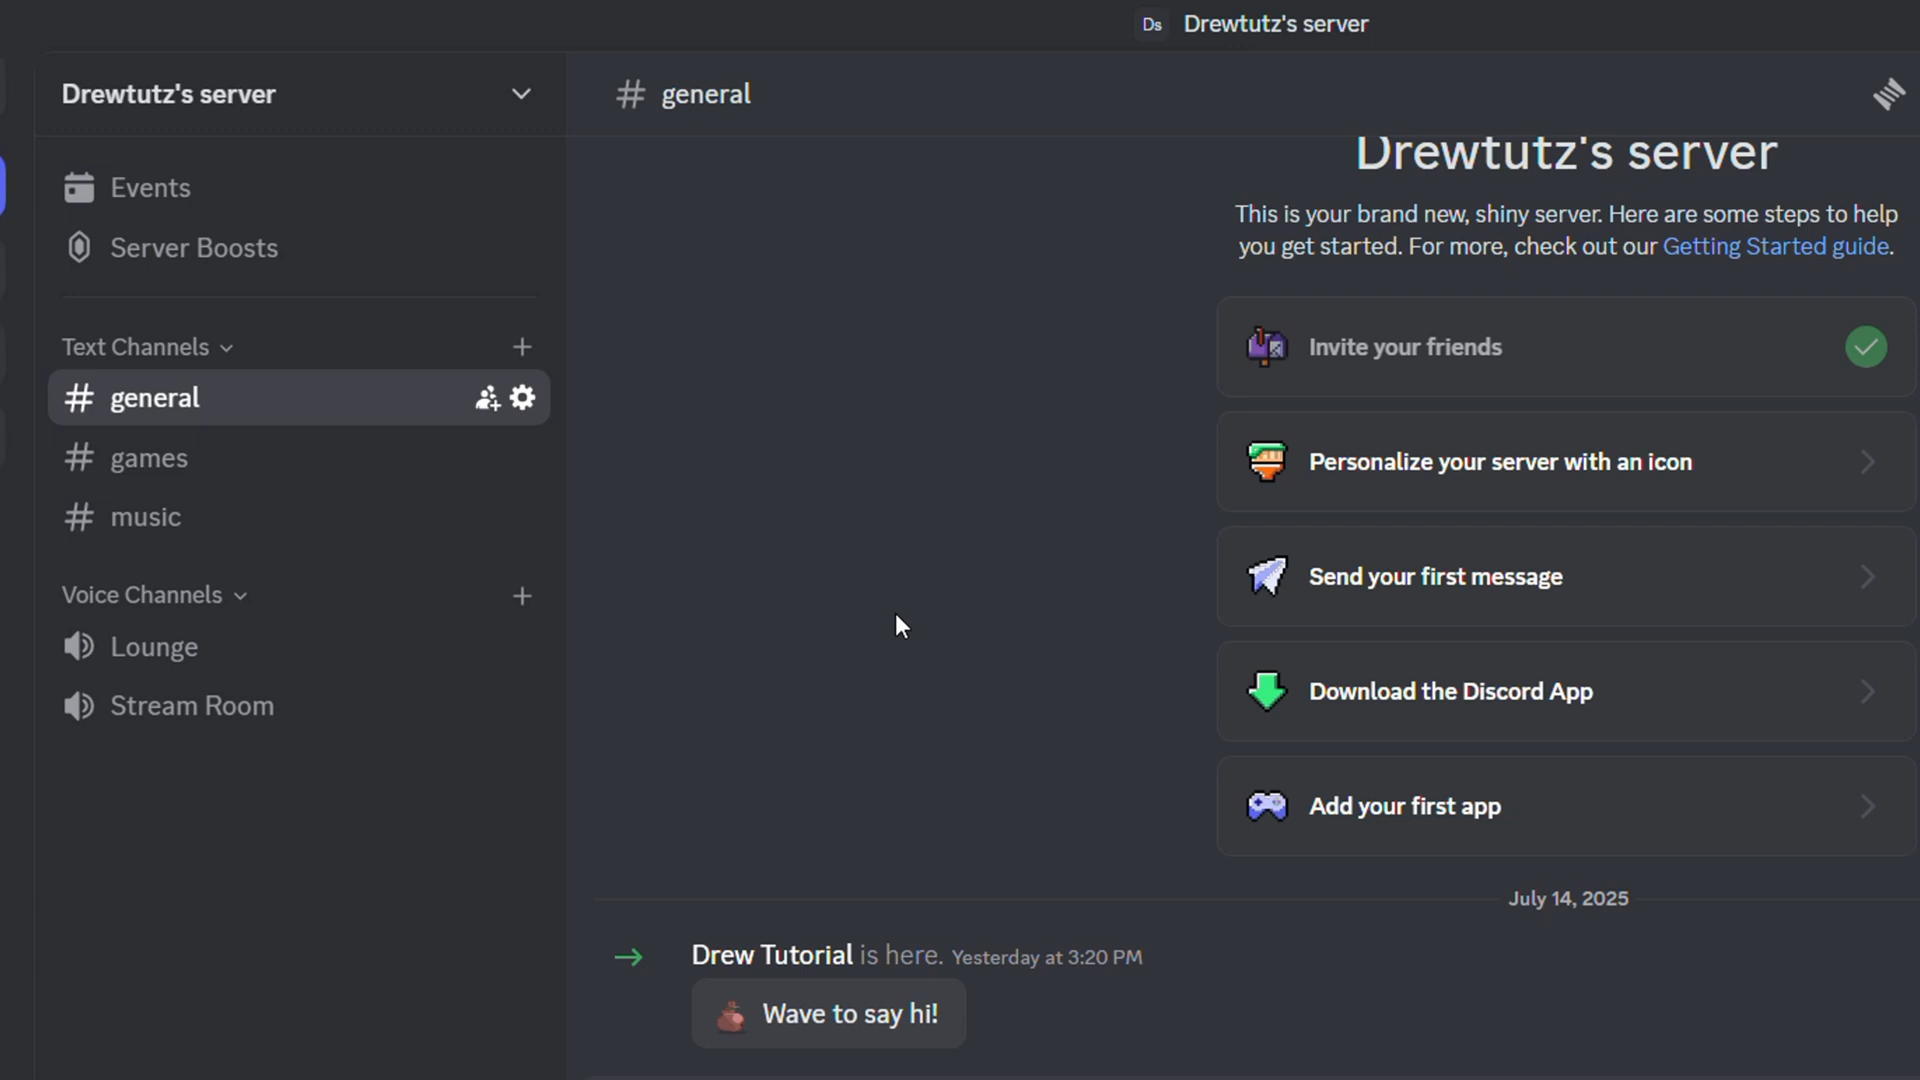 Ds Drewtutz's server
Drewtutz's server
Events
Server Boosts
Text Channels
# general
# games
# music
Voice Channels
Lounge
Stream Room
# general
Drewtutz's server
This is your brand new, shiny server. Here are some steps to help
you get started. For more, check out our Getting Started guide.
Invite your friends
Personalize your server with an icon
Send your first message
Download the Discord App
Add your first app
July 14, 2025
Drew Tutorial is here. Yesterday at 3:20 PM
Wave to say hi!